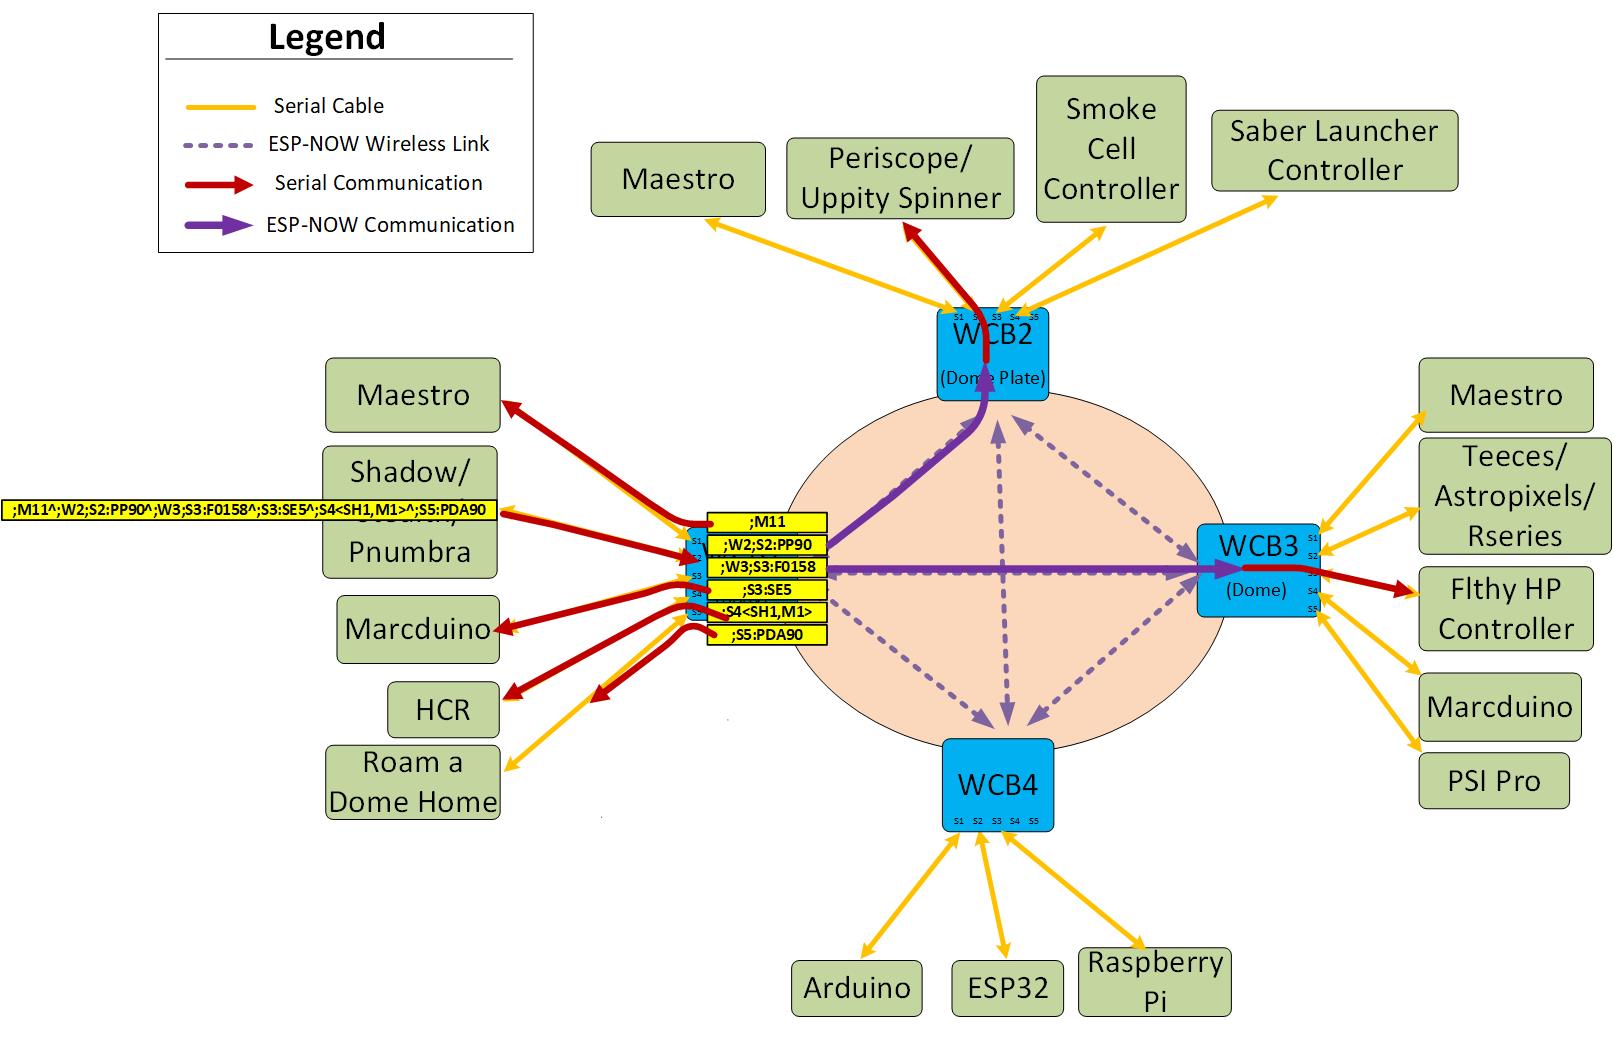 Legend
Serial Cable
ESP-NOW Wireless Link
Serial Communication
ESP-NOW Communication
Maestro
Periscope/
Uppity Spinner
Smoke
Cell
Controller
Saber Launcher
Controller
S1 S3 S4 S5
WCB2
(Dome Plate)
Maestro
Shadow/
;M11^;W2;S2:PP90^;W3;S3:F0158^;S3:SE5^;S4<SH1,M1>^;S5:PDA90
Pnumbra
Marcduino
HCR
Roam a
Dome Home
S1
S2
S3
S4
;M11
;W2;S2:PP90
;W3;S3:F0158
;S3:SE5
;S4<SH1,M1>
;S5:PDA90
WCB3
(Dome)
S1
S2
S4
S5
Maestro
Teeces/
Astropixels/
Rseries
Flthy HP
Controller
Marcduino
PSI Pro
WCB4
S1 S2 S3 S4 S5
Arduino
ESP32
Raspberry
Pi